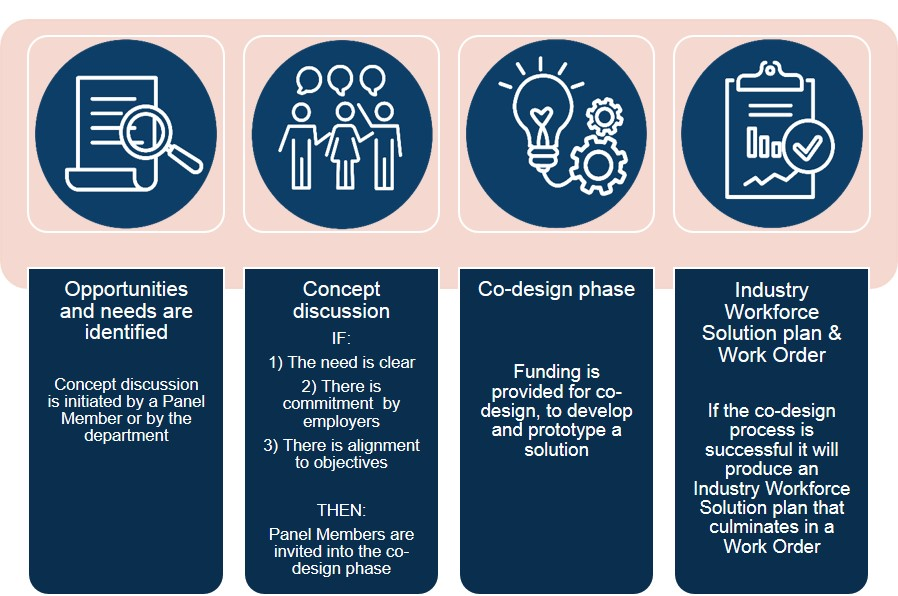 Opportunities
and needs are
identified
Concept discussion
is initiated by a Panel
Member or by the
department
Concept
discussion
IF:
1) The need is clear
2) There is
commitment  by
employers
3) There is alignment
to objectives
THEN:
Panel Members are
invited into the co-
design phase
Co-design phase
Funding is
provided for co-
design, to develop
and prototype a
solution
Industry
Workforce
Solution plan &
Work Order
If the co-design
process is
successful it will
produce an
Industry Workforce
Solution plan that
culminates in a
Work Order